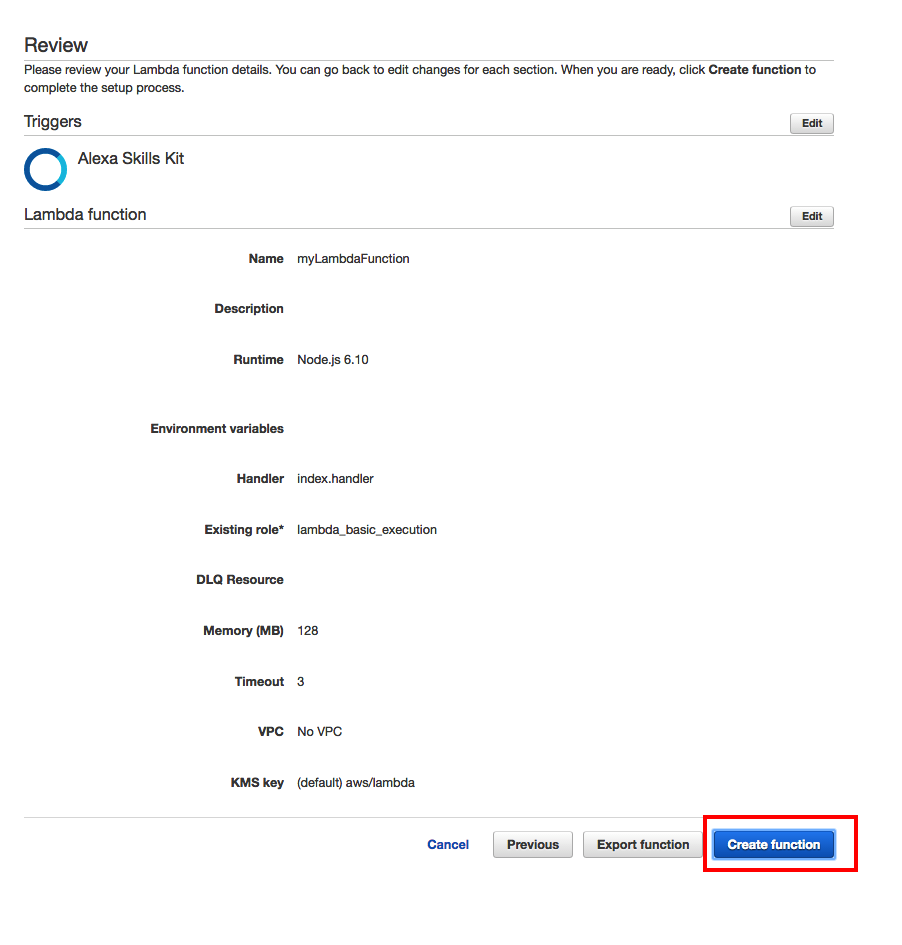 Review
Please review your Lambda function details. You can go back to edit changes for each section. When you are ready, click Create function to
complete the setup process.
Triggers
Edit
Alexa Skills Kit
Lambda function
Edit
Name myLambdaFunction
Description
Runtime Node.js 6.10
Environment variables
Handler index.handler
Existing role* lambda_basic_execution
DLQ Resource
Memory (MB) 128
Timeout 3
VPC No VPC
KMS key (default) aws/lambda
Cancel Previous Export function Create function